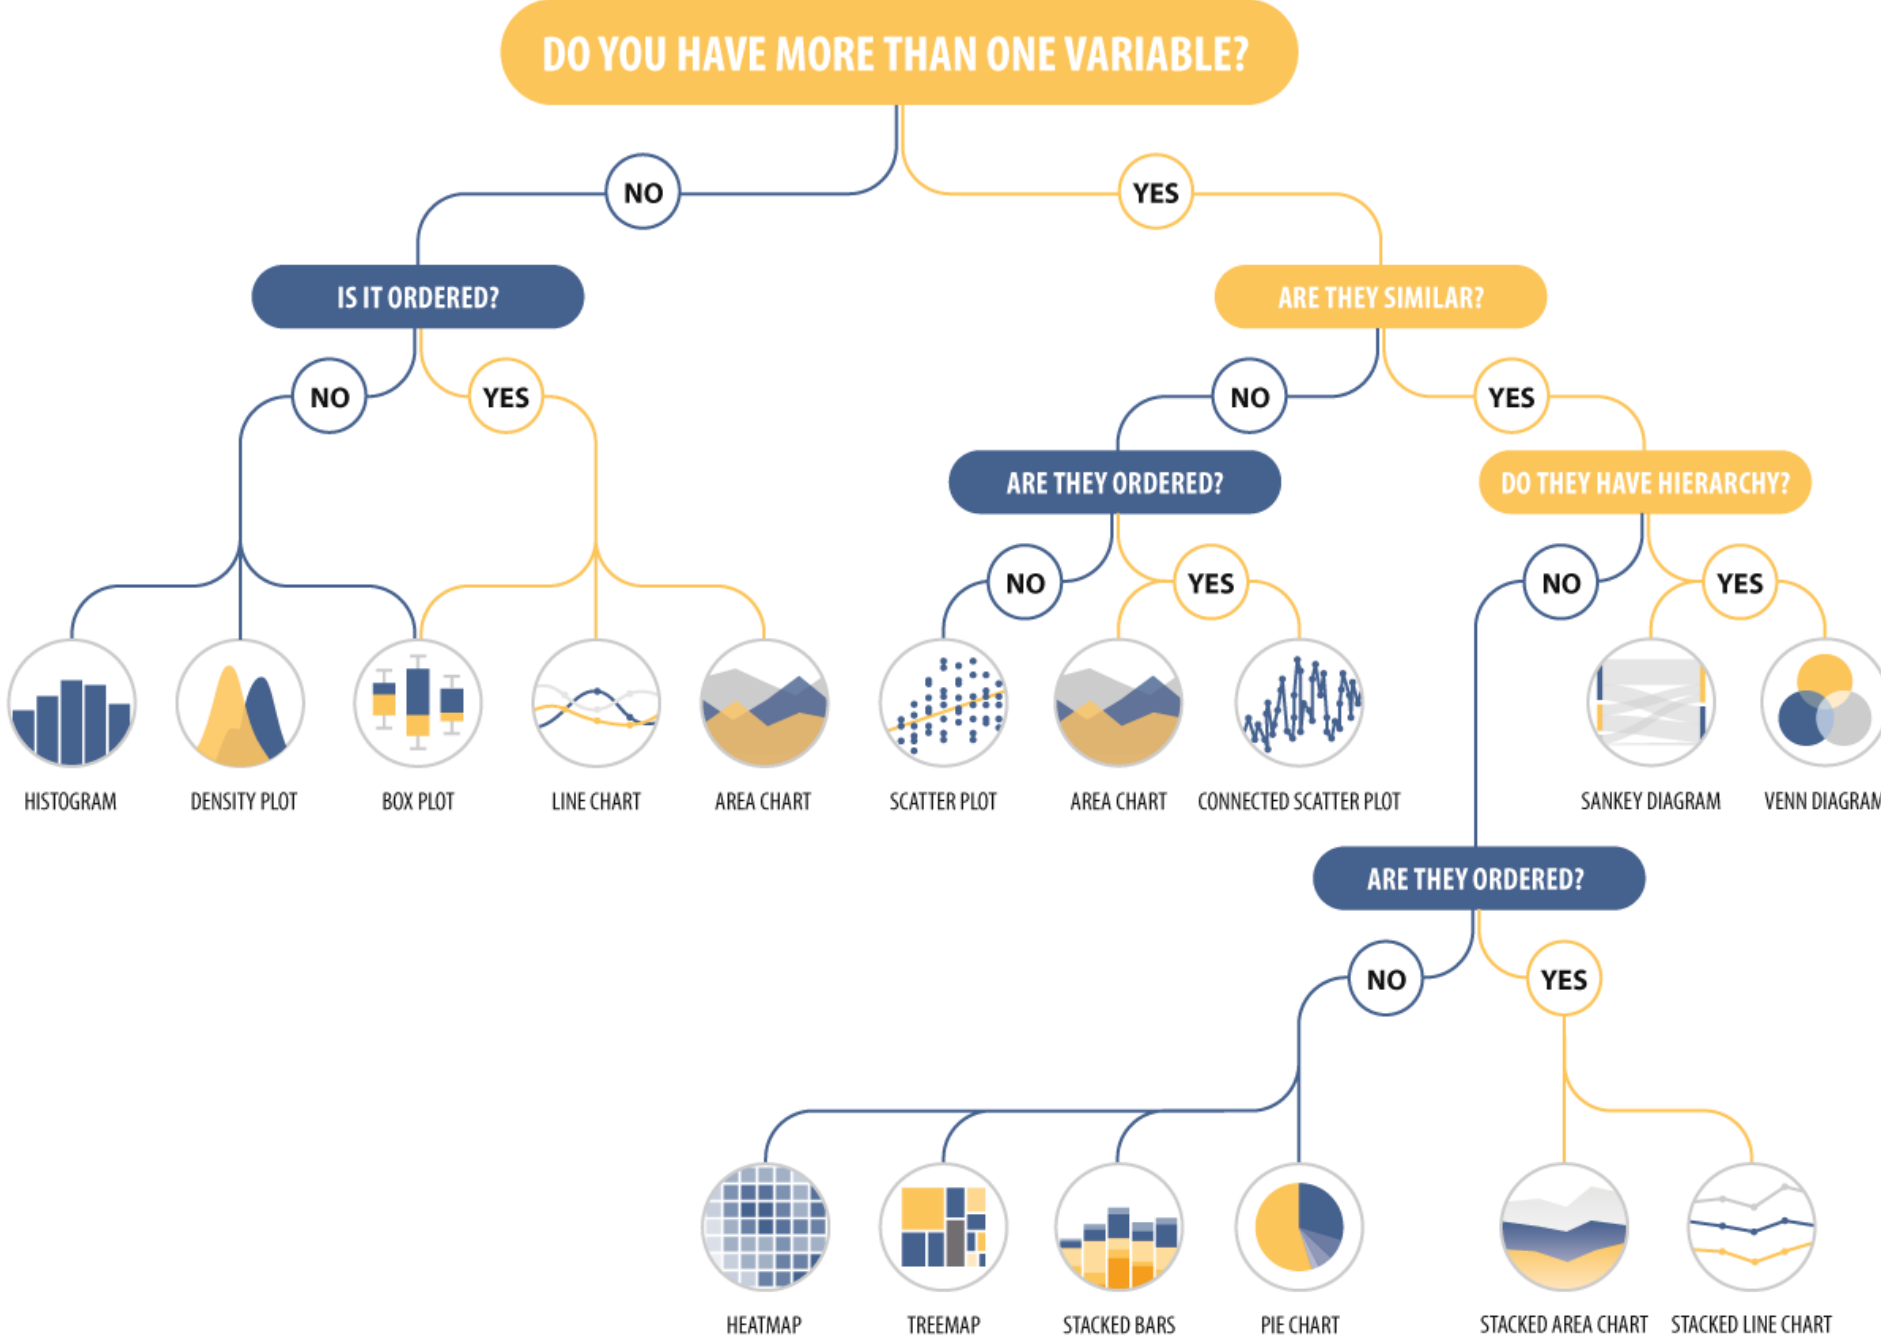 DO YOU HAVE MORE THAN ONE VARIABLE?
NO
YES
IS IT ORDERED?
ARE THEY SIMILAR?
NO
YES
NO
YES
ARE THEY ORDERED?
DO THEY HAVE HIERARCHY?
NO
YES
NO
YES
HISTOGRAM
DENSITY PLOT
BOX PLOT
LINE CHART
AREA CHART
SCATTER PLOT
AREA CHART
CONNECTED SCATTER PLOT
SANKEY DIAGRAM
VENN DIAGRAM
ARE THEY ORDERED?
NO
YES
HEATMAP
TREEMAP
STACKED BARS
PIE CHART
STACKED AREA CHART
STACKED LINE CHART